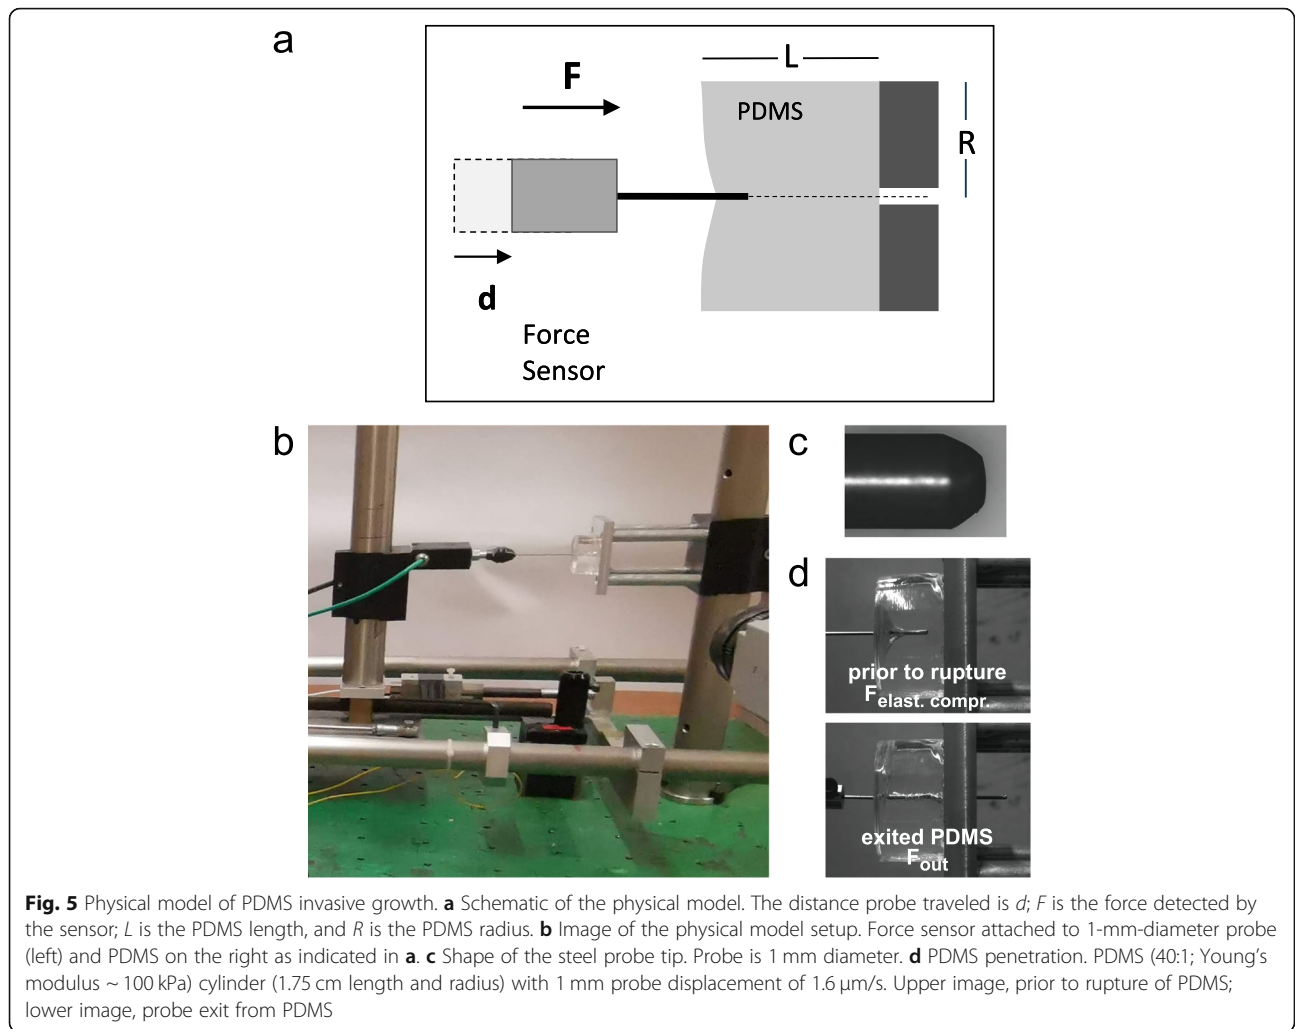 a
L
F
PDMS
R
d
Force
Sensor
b
c
d
prior to rupture
F elast. compr.
exited PDMS
F out
Fig. 5 Physical model of PDMS invasive growth. a Schematic of the physical model. The distance probe traveled is d; F is the force detected by
the sensor; L is the PDMS length, and R is the PDMS radius. b Image of the physical model setup. Force sensor attached to 1-mm-diameter probe
(left) and PDMS on the right as indicated in a. c Shape of the steel probe tip. Probe is 1 mm diameter. d PDMS penetration. PDMS (40:1; Young's
modulus ~ 100 kPa) cylinder (1.75 cm length and radius) with 1 mm probe displacement of 1.6 μm/s. Upper image, prior to rupture of PDMS;
lower image, probe exit from PDMS